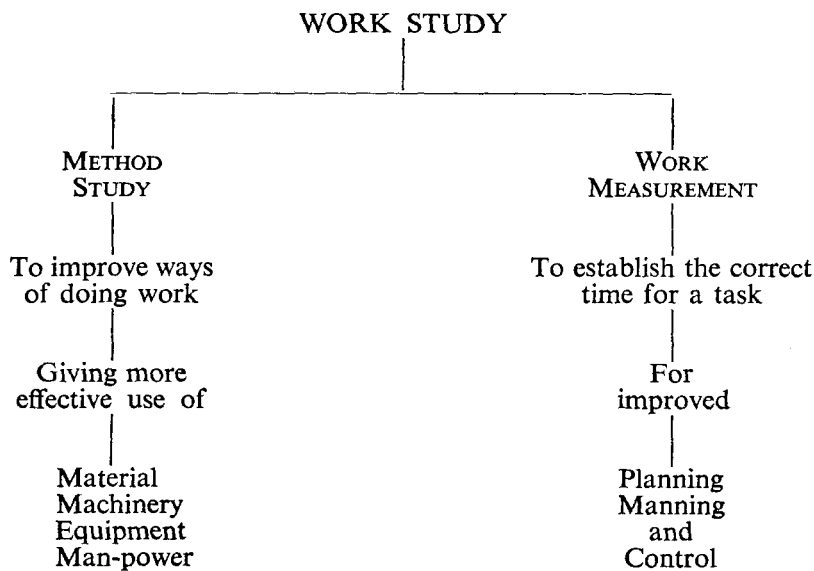 WORK STUDY
METHOD
STUDY
To improve ways
of doing work
Giving more
effective use of
Material
Machinery
Equipment
Man-power
WORK
MEASUREMENT
To establish the correct
time for a task
For
improved
Planning
Manning
and
Control